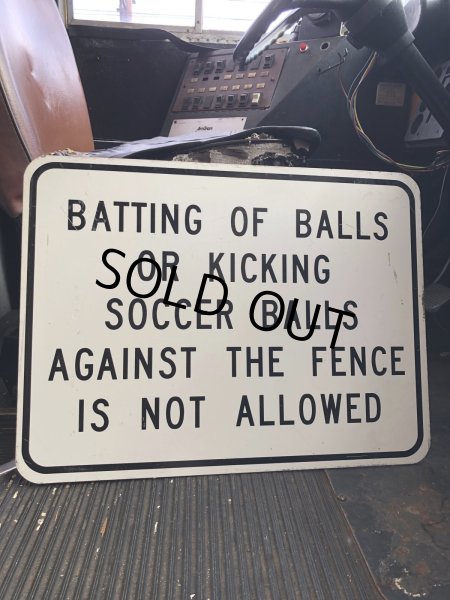 BATTING OF BALLS
OR KICKING
SOCCER BALLS
AGAINST THE FENCE
IS NOT ALLOWED
SOLD OUT